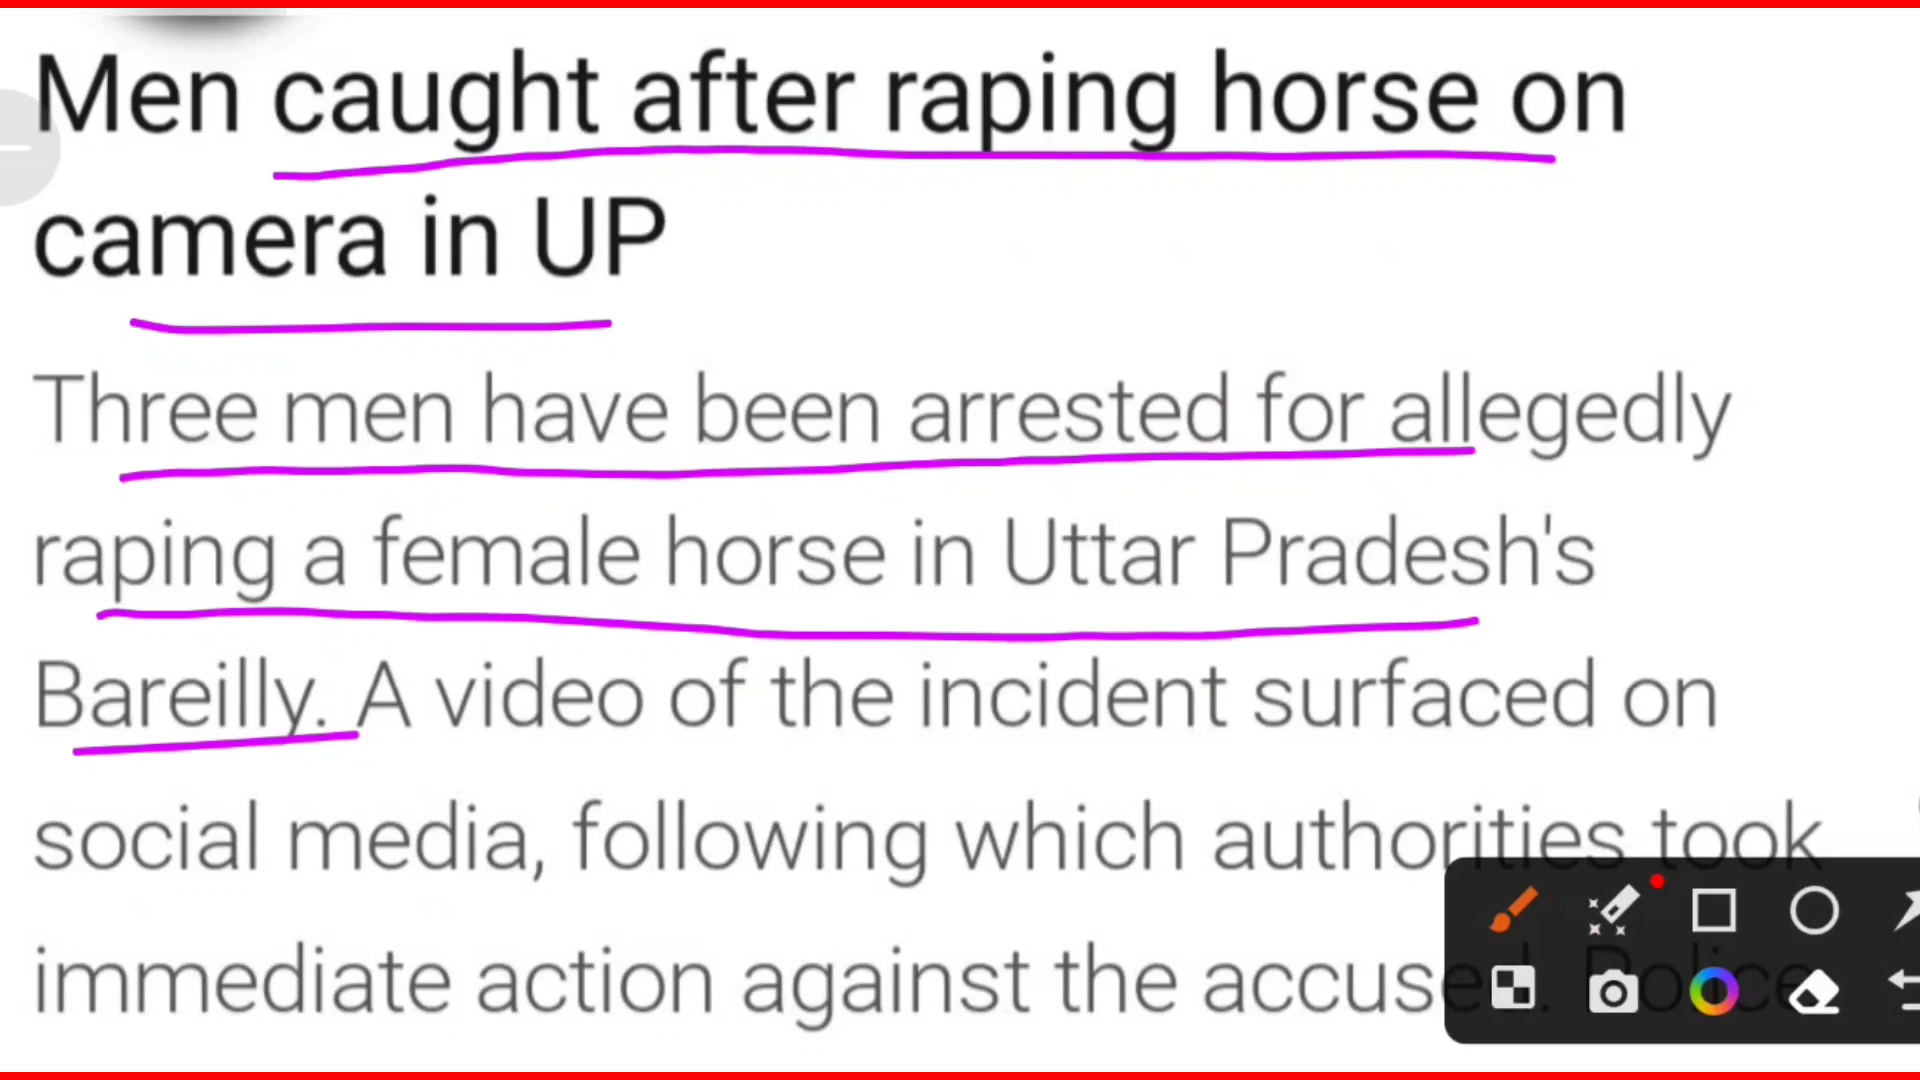 Men caught after raping horse on
camera in UP
Three men have been arrested for allegedly
raping a female horse in Uttar Pradesh's
Bareilly. A video of the incident surfaced on
social media, following which authorities took
immediate action against the accused. Police